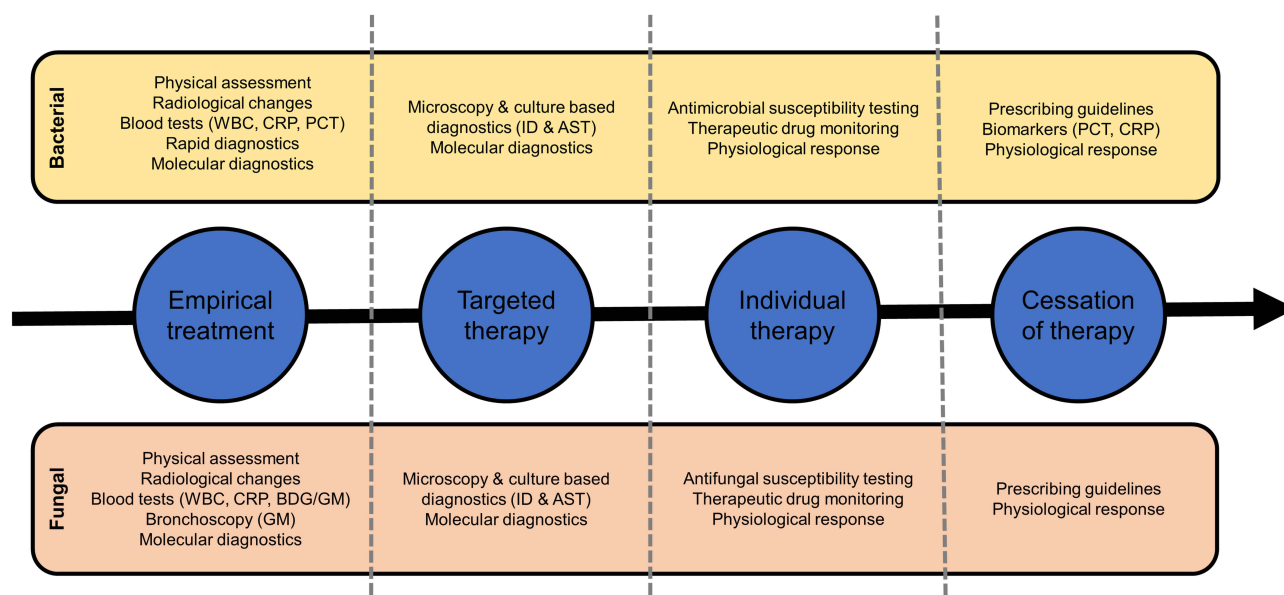 Bacterial
Physical assessment
Radiological changes
Blood tests (WBC, CRP, PCT)
Rapid diagnostics
Molecular diagnostics
Microscopy & culture based
diagnostics (ID & AST)
Molecular diagnostics
Antimicrobial susceptibility testing
Therapeutic drug monitoring
Physiological response
Prescribing guidelines
Biomarkers (PCT, CRP)
Physiological response
Empirical
treatment
Targeted
therapy
Individual
therapy
Cessation
of therapy
Fungal
Physical assessment
Radiological changes
Blood tests (WBC, CRP, BDG/GM)
Bronchoscopy (GM)
Molecular diagnostics
Microscopy & culture based
diagnostics (ID & AST)
Molecular diagnostics
Antifungal susceptibility testing
Therapeutic drug monitoring
Physiological response
Prescribing guidelines
Physiological response